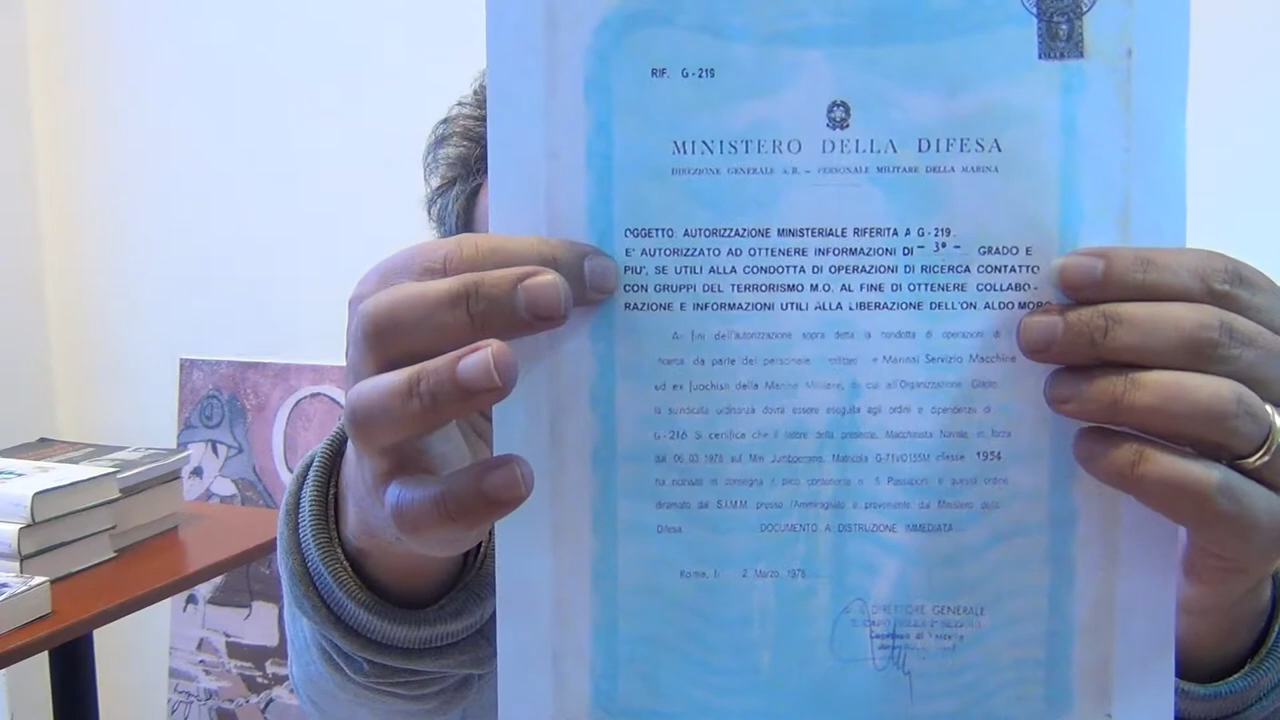 RIF. G-219
MINISTERO DELLA DIFESA
DIREZIONE GENERALE A.B. - PERSONALE MILITARE DELLA MARINA
OGGETTO: AUTORIZZAZIONE MINISTERIALE RIFERITA A G-219.
E' AUTORIZZATO AD OTTENERE INFORMAZIONI DI - 3º - GRADO E
PIU', SE UTILI ALLA CONDOTTA DI OPERAZIONI DI RICERCA CONTATTO
CON GRUPPI DEL TERRORISMO M.O. AL FINE DI OTTENERE COLLABO-
RAZIONE E INFORMAZIONI UTILI ALLA LIBERAZIONE DELL'ON. ALDO MORO
Ai fini dell'autorizzazione sopra detta la condotta di operazioni di
ricerca da parte del personale e Marinai Servizio Macchine
ed ex fuochisti della Marina Militare, di cui all'Organizzazione Gladio
la sundicata ordinanza dovrà essere eseguita agli ordini e dipendenze di
G-216 Si certifica che il latore della presente, Macchinista Navale, in forza
dal 06.03.1978 sul M/n Jumboemme, Matricola G-71VO155M classe 1954
ha ricevuto in consegna il plico contenente n. 5 Passaporti e questo ordine
diramato dal S.I.M.M. presso l'Ammiragliato e proveniente dal Ministero della
Difesa. DOCUMENTO A DISTRUZIONE IMMEDIATA
Roma, lì 2 Marzo 1978
IL DIRETTORE GENERALE
IL CAPO DELLA
Capitano di Vascello